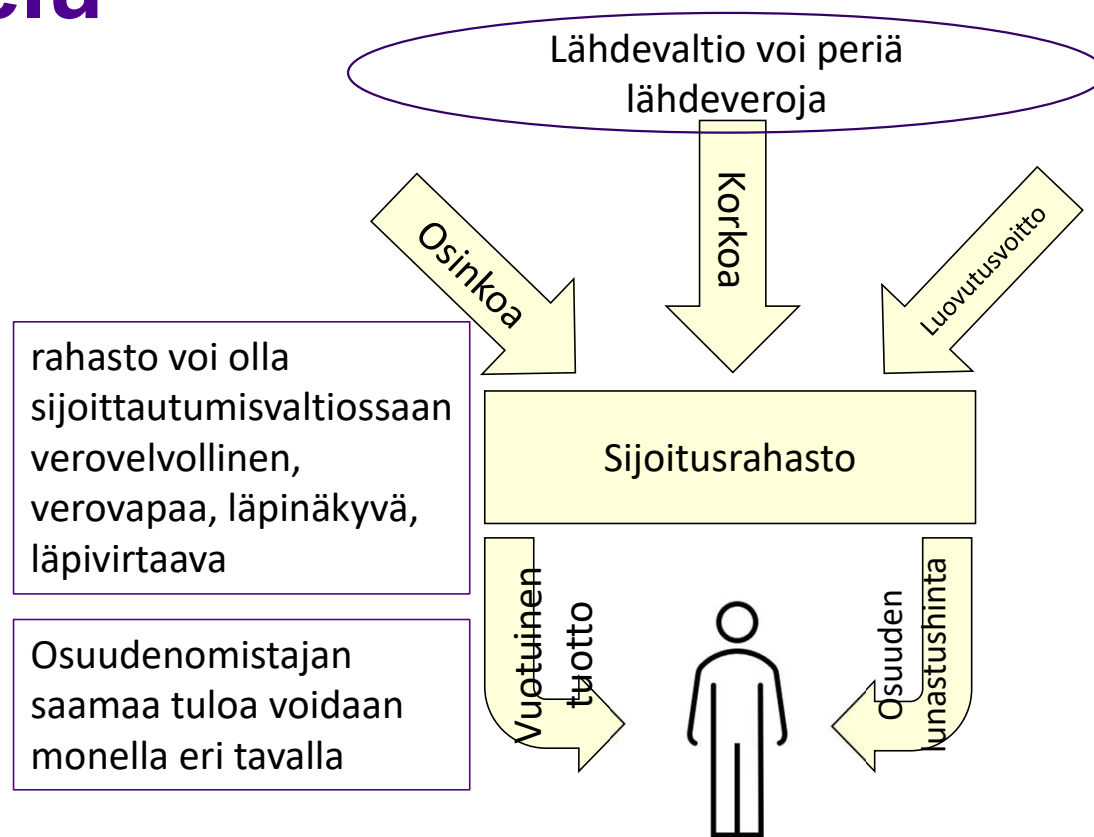 Lähdevaltio voi periä
lähdeveroja
Osinkoa
Korkoa
Luovutusvoitto
rahasto voi olla
sijoittautumisvaltiossaan
verovelvollinen,
verovapaa, läpinäkyvä,
läpivirtaava
Sijoitusrahasto
Osuudenomistajan
saamaa tuloa voidaan
monella eri tavalla
Vuotuinen
tuotto
Osuuden
lunastushinta